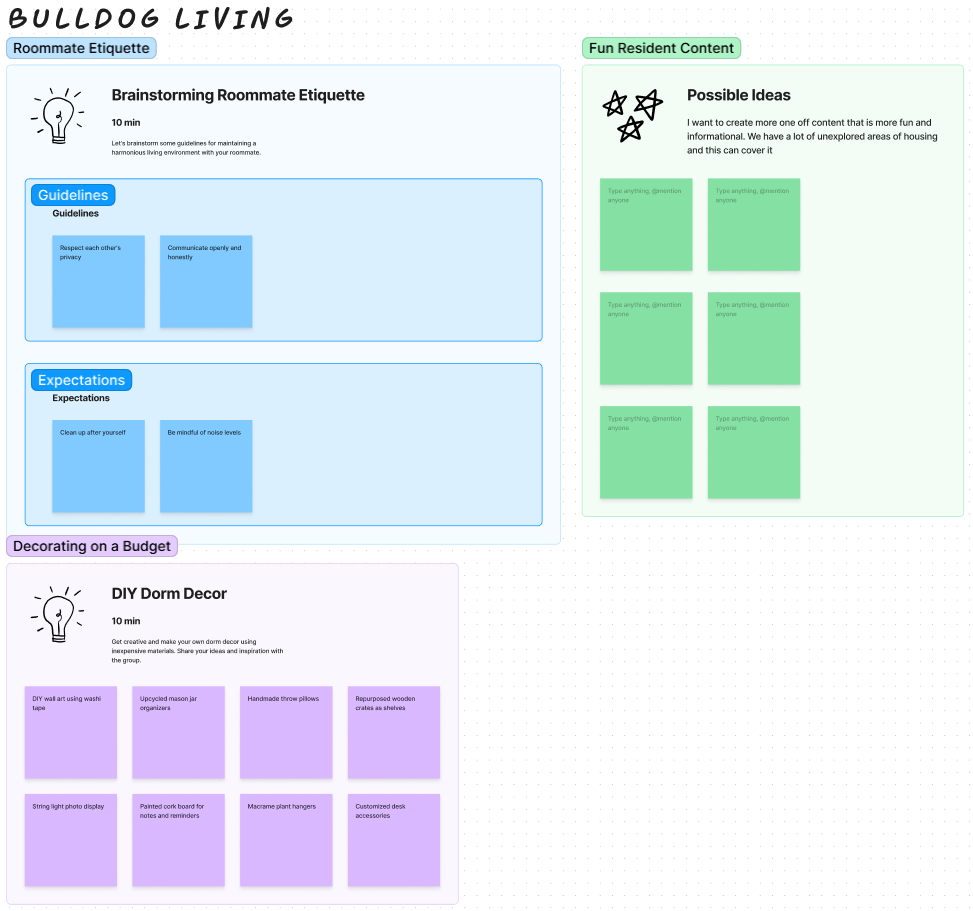 BULLDOG LIVING
Roommate Etiquette
Brainstorming Roommate Etiquette
10 min
Let's brainstorm some guidelines for maintaining a
harmonious living environment with your roommate.
Guidelines
Guidelines
Respect each other's
privacy
Communicate openly and
honestly
Expectations
Expectations
Clean up after yourself
Be mindful of noise levels
Fun Resident Content
Possible Ideas
I want to create more one off content that is more fun and
informational. We have a lot of unexplored areas of housing
and this can cover it
Type anything, @mention
anyone
Type anything, @mention
anyone
Type anything, @mention
anyone
Type anything, @mention
anyone
Type anything, @mention
anyone
Type anything, @mention
anyone
Decorating on a Budget
DIY Dorm Decor
10 min
Get creative and make your own dorm decor using
inexpensive materials. Share your ideas and inspiration with
the group.
DIY wall art using washi
tape
Upcycled mason jar
organizers
Handmade throw pillows
Repurposed wooden
crates as shelves
String light photo display
Painted cork board for
notes and reminders
Macrame plant hangers
Customized desk
accessories